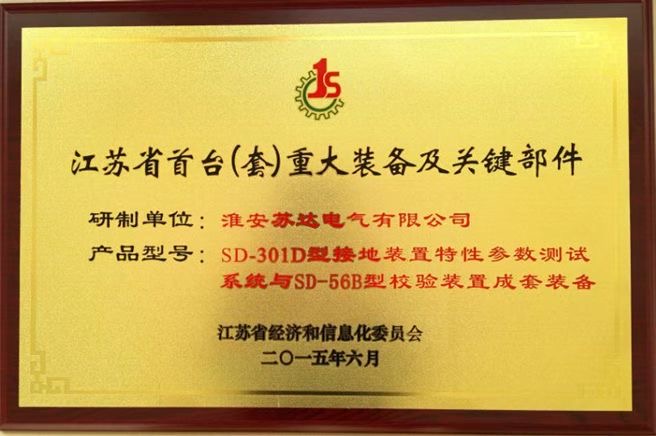 1S
江苏省首台(套)重大装备及关键部件
研制单位：淮安苏达电气有限公司
产品型号：SD-301D型接地装置特性参数测试
系统与SD-56B型校验装置成套装备
江苏省经济和信息化委员会
二〇一五年六月